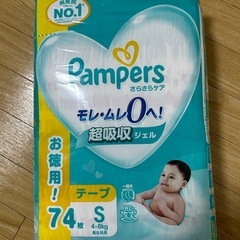 No.1
Pampers
さらさらケア
モレ・ムレ0へ!
超吸収 ジェル
お徳用!
テープ
74枚 S
4-8kg